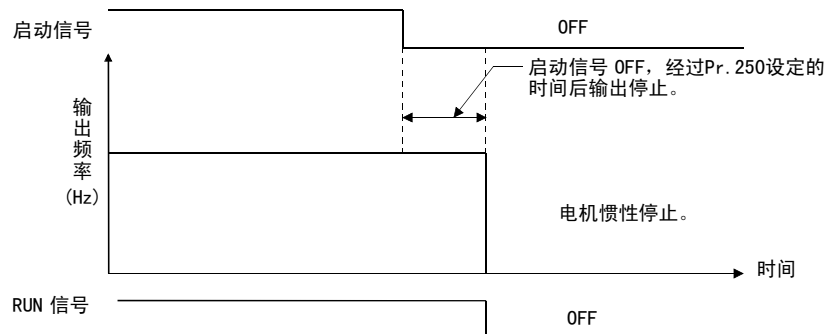 启动信号
OFF
启动信号 OFF，经过Pr.250设定的
时间后输出停止。
输出频率
(Hz)
电机惯性停止。
时间
RUN 信号
OFF